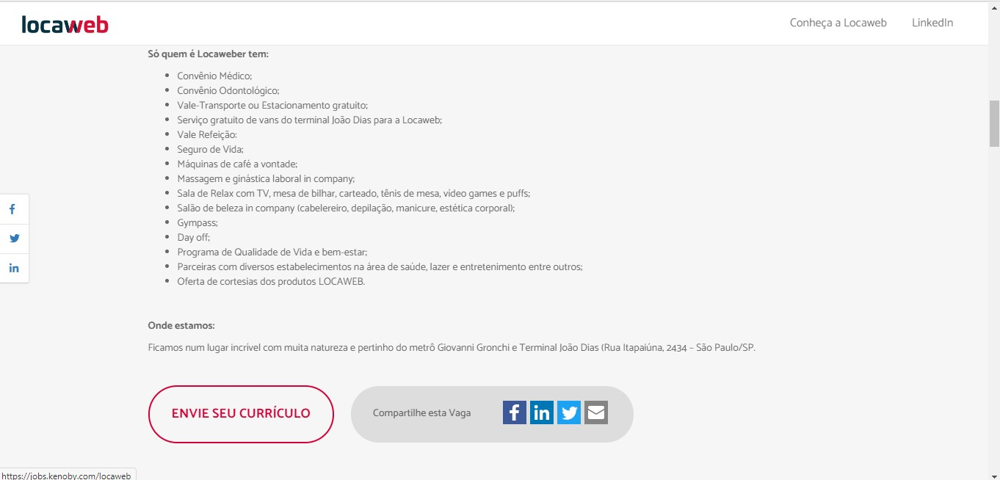 locaweb
Conheça a Locaweb
LinkedIn
Só quem é Locaweber tem:
Convênio Médico;
Convênio Odontológico;
Vale-Transporte ou Estacionamento gratuito;
Serviço gratuito de vans do terminal João Dias para a Locaweb;
Vale Refeição:
Seguro de Vida;
Máquinas de café a vontade;
Massagem e ginástica laboral in company;
Sala de Relax com TV, mesa de bilhar, carteado, tênis de mesa, vídeo games e puffs;
Salão de beleza in company (cabelereiro, depilação, manicure, estética corporal);
Gympass;
Day off;
Programa de Qualidade de Vida e bem-estar;
Parceiras com diversos estabelecimentos na área de saúde, lazer e entretenimento entre outros;
Oferta de cortesias dos produtos LOCAWEB.
Onde estamos:
Ficamos num lugar incrível com muita natureza e pertinho do metrô Giovanni Gronchi e Terminal João Dias (Rua Itapaiúna, 2434 – São Paulo/SP.
ENVIE SEU CURRÍCULO
Compartilhe esta Vaga
https://jobs.kenoby.com/locaweb